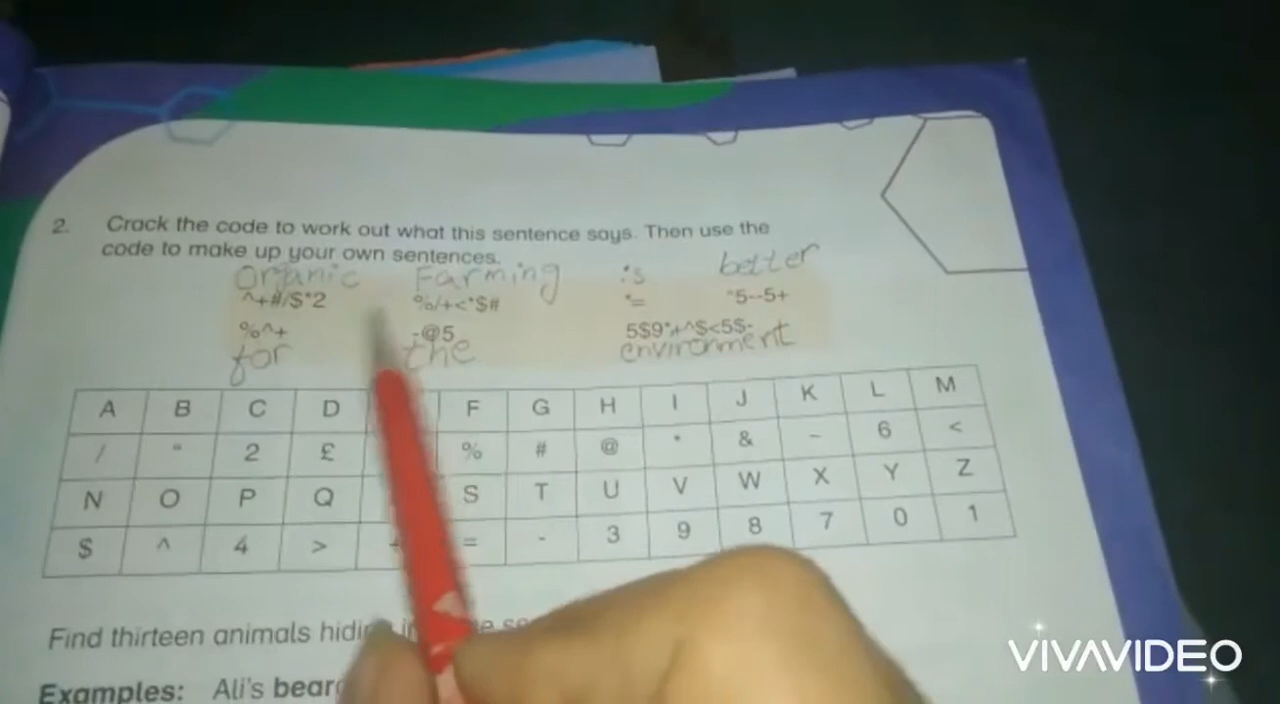 2. Crack the code to work out what this sentence says. Then use the
code to make up your own sentences.
Organic Farming is better
^+#/$*2 %/+<*$# *= "5--5+
%^+ -@5 5$9*+^$<5$-
for the environment
A B C D F G H I J K L M
/ " 2 £ % # @ * & ~ 6 <
N O P Q S T U V W X Y Z
$ ^ 4 > + = - 3 9 8 7 0 1
Find thirteen animals
Examples: Ali's bear
VIVAVIDEO